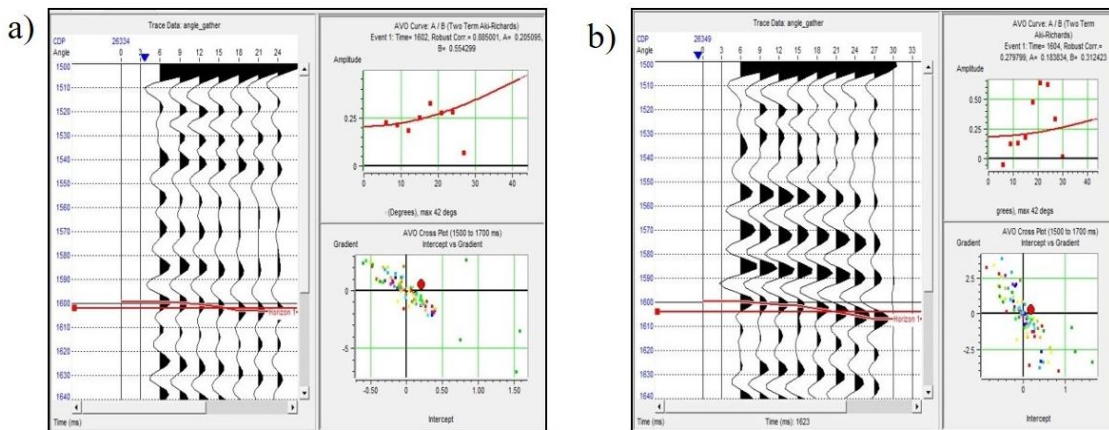 a)
Trace Data: angle_gather
CDP 26334
Angle 0 3 6 9 12 15 18 21 24
1500
1510
1520
1530
1540
1550
1560
1570
1580
1590
1600
1610
1620
1630
1640
Horizon 1
Time (ms)
AVO Curve: A / B (Two Term Aki-Richards)
Event 1: Time= 1602, Robust Corr.= 0.885001, A= 0.205095,
B= 0.554299
Amplitude
0.25
0
0 10 20 30 40
(Degrees), max 42 degs
AVO Cross Plot (1500 to 1700 ms)
Gradient Intercept vs Gradient
0
-5
-0.50 0 0.50 1.0 1.50
Intercept
b)
Trace Data: angle_gather
CDP 26349
Angle 0 3 6 9 12 15 18 21 24 27 30 33
1500
1510
1520
1530
1540
1550
1560
1570
1580
1590
1600
1610
1620
1630
1640
Horizon 1
Time (ms) Time (ms): 1623
AVO Curve: A / B (Two Term
Aki-Richards)
Event 1: Time= 1604, Robust Corr.=
0.279799, A= 0.183834, B= 0.312423
Amplitude
0.50
0.25
0
0 20 40
grees), max 42 degs
AVO Cross Plot (1500 to 1700 ms)
Intercept vs Gradient
Gradient
2.5
0
-2.5
0 1
Intercept